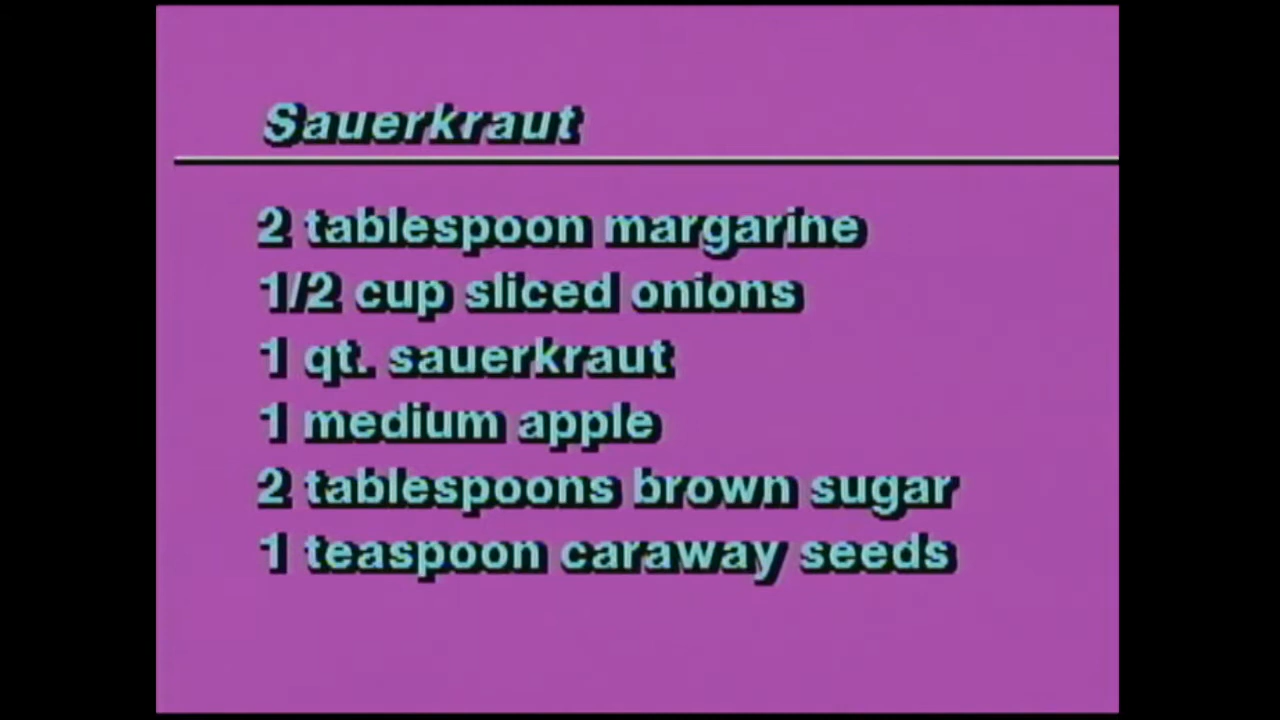 Sauerkraut
2 tablespoon margarine
1/2 cup sliced onions
1 qt. sauerkraut
1 medium apple
2 tablespoons brown sugar
1 teaspoon caraway seeds